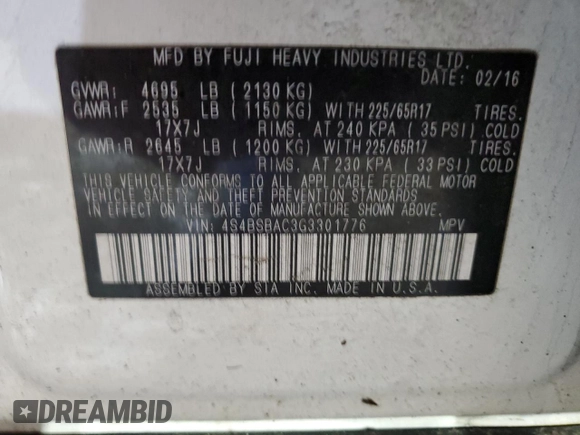 MFD BY FUJI HEAVY INDUSTRIES LTD.
DATE: 02/16
GVWR: 4695 LB ( 2130 KG)
GAWR:F 2535 LB ( 1150 KG) WITH 225/65R17 TIRES.
17X7J RIMS. AT 240 KPA ( 35 PSI) COLD
GAWR:R 2645 LB ( 1200 KG) WITH 225/65R17 TIRES.
17X7J RIMS. AT 230 KPA ( 33 PSI) COLD
THIS VEHICLE CONFORMS TO ALL APPLICABLE FEDERAL MOTOR
VEHICLE SAFETY AND THEFT PREVENTION STANDARDS
IN EFFECT ON THE DATE OF MANUFACTURE SHOWN ABOVE.
VIN: 4S4BSBAC3G3301776 MPV
ASSEMBLED BY SIA INC. MADE IN U.S.A.
DREAMBID